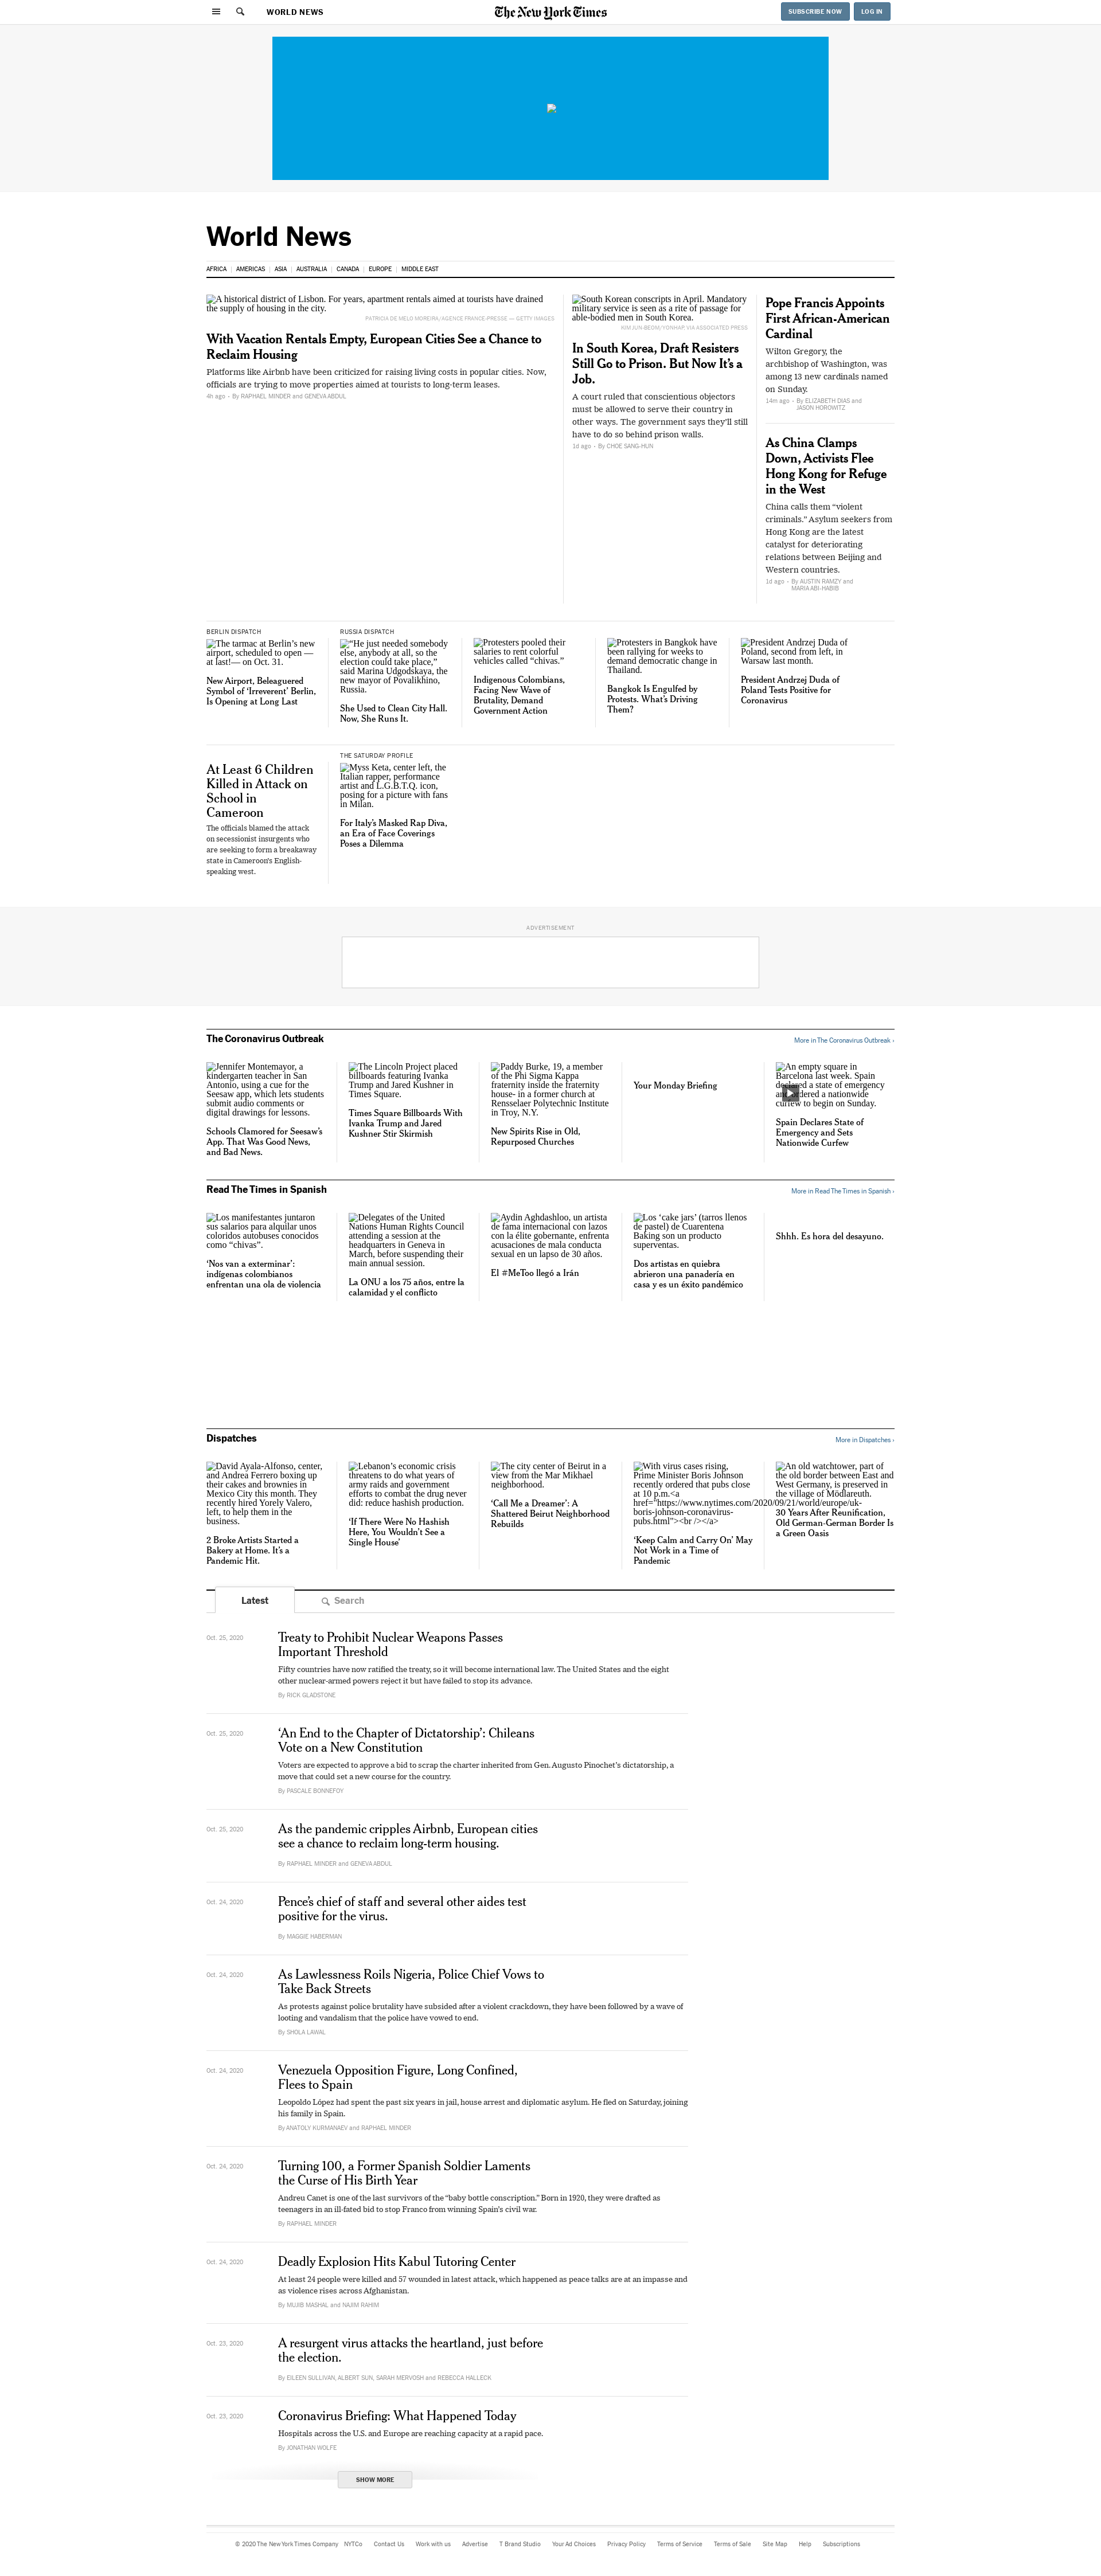 WORLD NEWS
The New York Times
SUBSCRIBE NOW
LOG IN
World News
AFRICA
AMERICAS
ASIA
AUSTRALIA
CANADA
EUROPE
MIDDLE EAST
A historical district of Lisbon. For years, apartment rentals aimed at tourists have drained
the supply of housing in the city.
PATRICIA DE MELO MOREIRA/AGENCE FRANCE-PRESSE — GETTY IMAGES
With Vacation Rentals Empty, European Cities See a Chance to
Reclaim Housing
Platforms like Airbnb have been criticized for raising living costs in popular cities. Now,
officials are trying to move properties aimed at tourists to long-term leases.
4h ago · By RAPHAEL MINDER and GENEVA ABDUL
South Korean conscripts in April. Mandatory
military service is seen as a rite of passage for
able-bodied men in South Korea.
KIM JUN-BEOM/YONHAP, VIA ASSOCIATED PRESS
In South Korea, Draft Resisters
Still Go to Prison. But Now It’s a
Job.
A court ruled that conscientious objectors
must be allowed to serve their country in
other ways. The government says they’ll still
have to do so behind prison walls.
1d ago · By CHOE SANG-HUN
Pope Francis Appoints
First African-American
Cardinal
Wilton Gregory, the
archbishop of Washington, was
among 13 new cardinals named
on Sunday.
14m ago · By ELIZABETH DIAS and
JASON HOROWITZ
As China Clamps
Down, Activists Flee
Hong Kong for Refuge
in the West
China calls them “violent
criminals.” Asylum seekers from
Hong Kong are the latest
catalyst for deteriorating
relations between Beijing and
Western countries.
1d ago · By AUSTIN RAMZY and
MARIA ABI-HABIB
BERLIN DISPATCH
The tarmac at Berlin’s new
airport, scheduled to open —
at last!— on Oct. 31.
New Airport, Beleaguered
Symbol of ‘Irreverent’ Berlin,
Is Opening at Long Last
RUSSIA DISPATCH
“He just needed somebody
else, anybody at all, so the
election could take place,”
said Marina Udgodskaya, the
new mayor of Povalikhino,
Russia.
She Used to Clean City Hall.
Now, She Runs It.
Protesters pooled their
salaries to rent colorful
vehicles called “chivas.”
Indigenous Colombians,
Facing New Wave of
Brutality, Demand
Government Action
Protesters in Bangkok have
been rallying for weeks to
demand democratic change in
Thailand.
Bangkok Is Engulfed by
Protests. What’s Driving
Them?
President Andrzej Duda of
Poland, second from left, in
Warsaw last month.
President Andrzej Duda of
Poland Tests Positive for
Coronavirus
At Least 6 Children
Killed in Attack on
School in
Cameroon
The officials blamed the attack
on secessionist insurgents who
are seeking to form a breakaway
state in Cameroon’s English-
speaking west.
THE SATURDAY PROFILE
Myss Keta, center left, the
Italian rapper, performance
artist and L.G.B.T.Q. icon,
posing for a picture with fans
in Milan.
For Italy’s Masked Rap Diva,
an Era of Face Coverings
Poses a Dilemma
ADVERTISEMENT
The Coronavirus Outbreak
More in The Coronavirus Outbreak ›
Jennifer Montemayor, a
kindergarten teacher in San
Antonio, using a cue for the
Seesaw app, which lets students
submit audio comments or
digital drawings for lessons.
Schools Clamored for Seesaw’s
App. That Was Good News,
and Bad News.
The Lincoln Project placed
billboards featuring Ivanka
Trump and Jared Kushner in
Times Square.
Times Square Billboards With
Ivanka Trump and Jared
Kushner Stir Skirmish
Paddy Burke, 19, a member
of the Phi Sigma Kappa
fraternity inside the fraternity
house- in a former church at
Rensselaer Polytechnic Institute
in Troy, N.Y.
New Spirits Rise in Old,
Repurposed Churches
Your Monday Briefing
An empty square in
Barcelona last week. Spain
declared a state of emergency
and ordered a nationwide
curfew to begin on Sunday.
Spain Declares State of
Emergency and Sets
Nationwide Curfew
Read The Times in Spanish
More in Read The Times in Spanish ›
Los manifestantes juntaron
sus salarios para alquilar unos
coloridos autobuses conocidos
como “chivas”.
‘Nos van a exterminar’:
indígenas colombianos
enfrentan una ola de violencia
Delegates of the United
Nations Human Rights Council
attending a session at the
headquarters in Geneva in
March, before suspending their
main annual session.
La ONU a los 75 años, entre la
calamidad y el conflicto
Aydin Aghdashloo, un artista
de fama internacional con lazos
con la élite gobernante, enfrenta
acusaciones de mala conducta
sexual en un lapso de 30 años.
El #MeToo llegó a Irán
Los ‘cake jars’ (tarros llenos
de pastel) de Cuarentena
Baking son un producto
superventas.
Dos artistas en quiebra
abrieron una panadería en
casa y es un éxito pandémico
Shhh. Es hora del desayuno.
Dispatches
More in Dispatches ›
David Ayala-Alfonso, center,
and Andrea Ferrero boxing up
their cakes and brownies in
Mexico City this month. They
recently hired Yorely Valero,
left, to help them in the
business.
2 Broke Artists Started a
Bakery at Home. It’s a
Pandemic Hit.
Lebanon’s economic crisis
threatens to do what years of
army raids and government
efforts to combat the drug never
did: reduce hashish production.
‘If There Were No Hashish
Here, You Wouldn’t See a
Single House’
The city center of Beirut in a
view from the Mar Mikhael
neighborhood.
‘Call Me a Dreamer’: A
Shattered Beirut Neighborhood
Rebuilds
With virus cases rising,
Prime Minister Boris Johnson
recently ordered that pubs close
at 10 p.m.<a
href="https://www.nytimes.com/2020/09/21/world/europe/uk-
boris-johnson-coronavirus-
pubs.html"><br /></a>
‘Keep Calm and Carry On’ May
Not Work in a Time of
Pandemic
An old watchtower, part of
the old border between East and
West Germany, is preserved in
the village of Mödlareuth.
30 Years After Reunification,
Old German-German Border Is
a Green Oasis
Latest
Search
Oct. 25, 2020
Treaty to Prohibit Nuclear Weapons Passes
Important Threshold
Fifty countries have now ratified the treaty, so it will become international law. The United States and the eight
other nuclear-armed powers reject it but have failed to stop its advance.
By RICK GLADSTONE
Oct. 25, 2020
‘An End to the Chapter of Dictatorship’: Chileans
Vote on a New Constitution
Voters are expected to approve a bid to scrap the charter inherited from Gen. Augusto Pinochet’s dictatorship, a
move that could set a new course for the country.
By PASCALE BONNEFOY
Oct. 25, 2020
As the pandemic cripples Airbnb, European cities
see a chance to reclaim long-term housing.
By RAPHAEL MINDER and GENEVA ABDUL
Oct. 24, 2020
Pence’s chief of staff and several other aides test
positive for the virus.
By MAGGIE HABERMAN
Oct. 24, 2020
As Lawlessness Roils Nigeria, Police Chief Vows to
Take Back Streets
As protests against police brutality have subsided after a violent crackdown, they have been followed by a wave of
looting and vandalism that the police have vowed to end.
By SHOLA LAWAL
Oct. 24, 2020
Venezuela Opposition Figure, Long Confined,
Flees to Spain
Leopoldo López had spent the past six years in jail, house arrest and diplomatic asylum. He fled on Saturday, joining
his family in Spain.
By ANATOLY KURMANAEV and RAPHAEL MINDER
Oct. 24, 2020
Turning 100, a Former Spanish Soldier Laments
the Curse of His Birth Year
Andreu Canet is one of the last survivors of the “baby bottle conscription.” Born in 1920, they were drafted as
teenagers in an ill-fated bid to stop Franco from winning Spain’s civil war.
By RAPHAEL MINDER
Oct. 24, 2020
Deadly Explosion Hits Kabul Tutoring Center
At least 24 people were killed and 57 wounded in latest attack, which happened as peace talks are at an impasse and
as violence rises across Afghanistan.
By MUJIB MASHAL and NAJIM RAHIM
Oct. 23, 2020
A resurgent virus attacks the heartland, just before
the election.
By EILEEN SULLIVAN, ALBERT SUN, SARAH MERVOSH and REBECCA HALLECK
Oct. 23, 2020
Coronavirus Briefing: What Happened Today
Hospitals across the U.S. and Europe are reaching capacity at a rapid pace.
By JONATHAN WOLFE
SHOW MORE
© 2020 The New York Times Company NYTCo Contact Us Work with us Advertise T Brand Studio Your Ad Choices Privacy Policy Terms of Service Terms of Sale Site Map Help Subscriptions